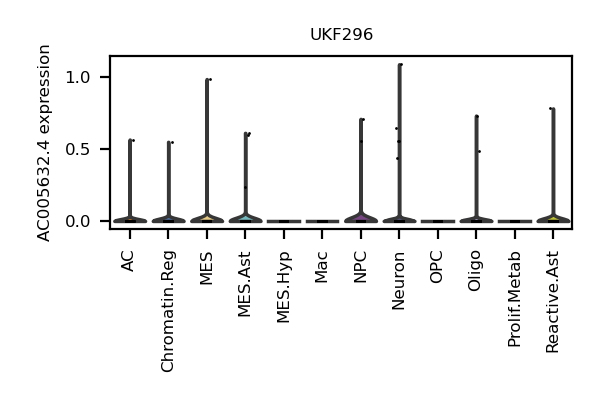 UKF296
AC005632.4 expression
1.0
0.5
0.0
AC
Chromatin.Reg
MES
MES.Ast
MES.Hyp
Mac
NPC
Neuron
OPC
Oligo
Prolif.Metab
Reactive.Ast